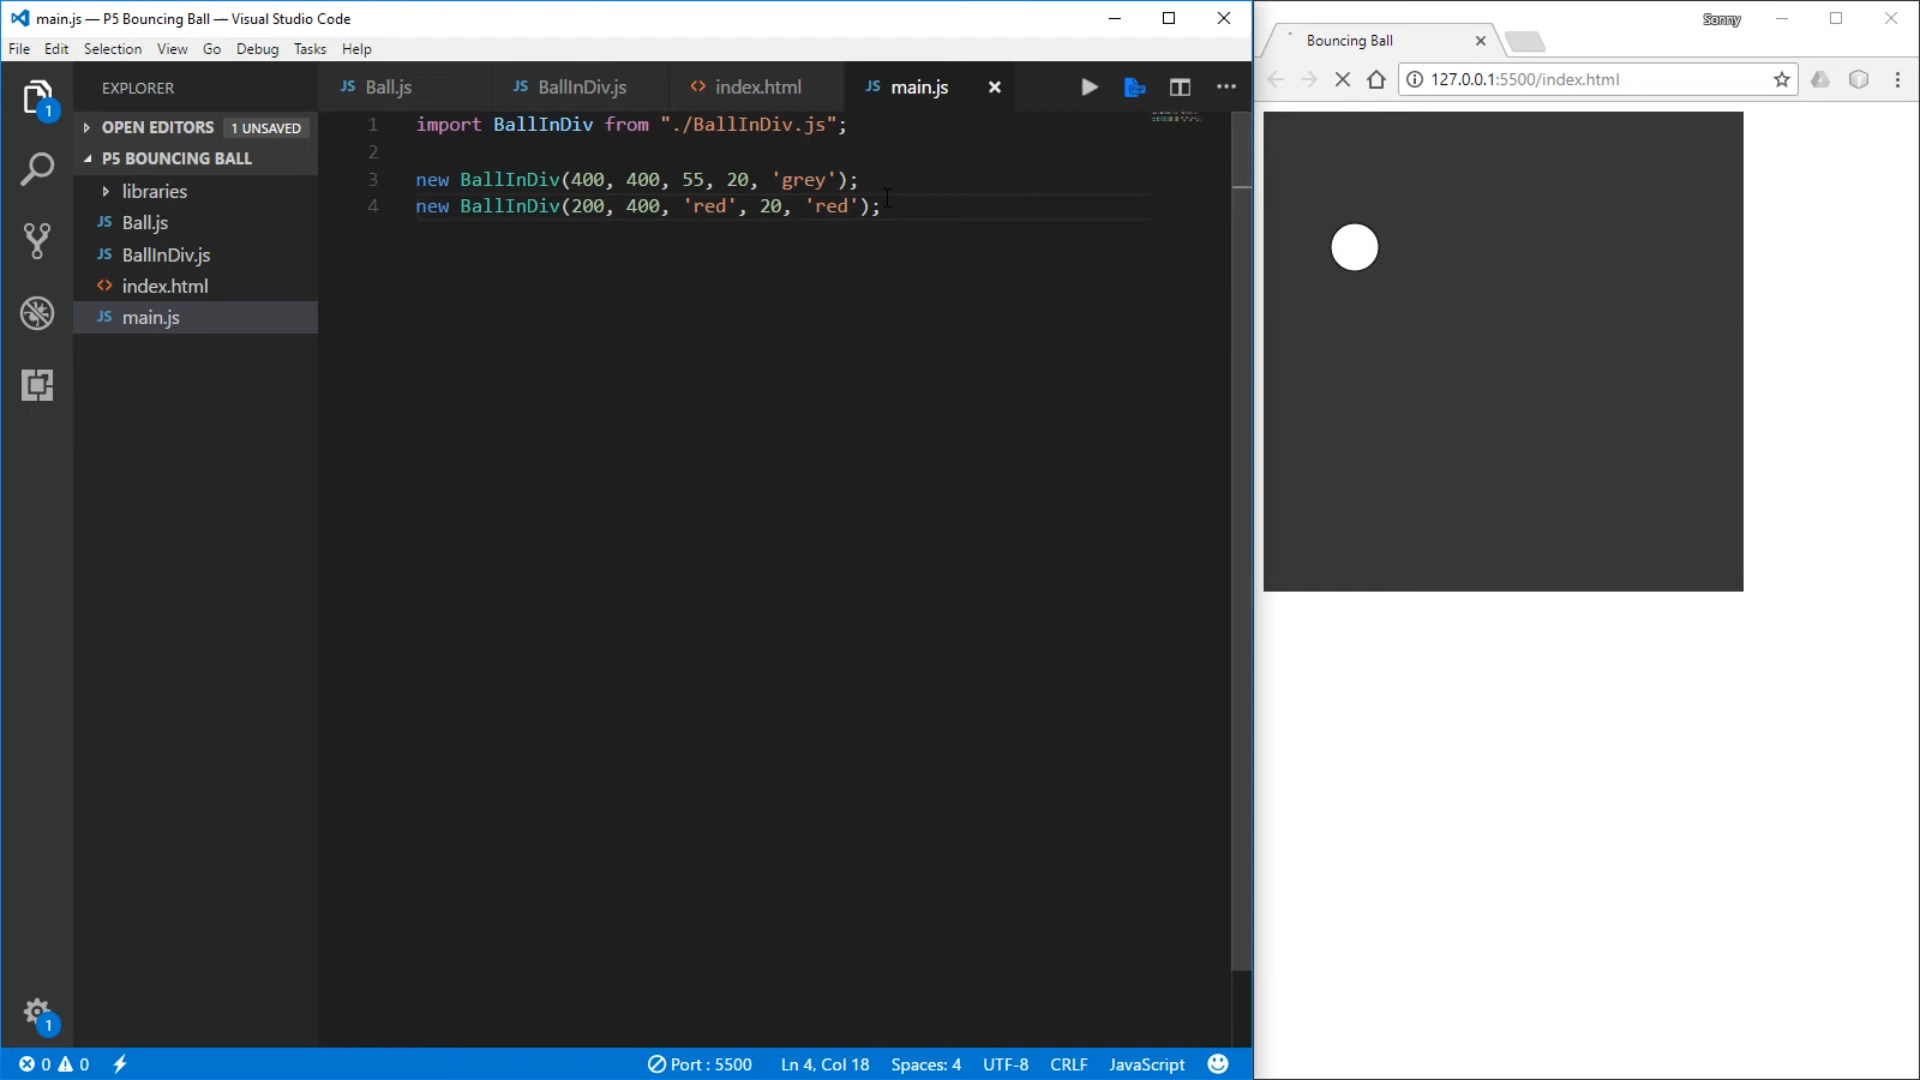 main.js — P5 Bouncing Ball — Visual Studio Code
File Edit Selection View Go Debug Tasks Help
EXPLORER
OPEN EDITORS 1 UNSAVED
P5 BOUNCING BALL
libraries
JS Ball.js
JS BallInDiv.js
<> index.html
JS main.js
1
1
JS Ball.js JS BallInDiv.js <> index.html JS main.js
1 import BallInDiv from "./BallInDiv.js";
2
3 new BallInDiv(400, 400, 55, 20, 'grey');
4 new BallInDiv(200, 400, 'red', 20, 'red');
0 0 Port : 5500 Ln 4, Col 18 Spaces: 4 UTF-8 CRLF JavaScript
Sonny
Bouncing Ball
127.0.0.1:5500/index.html